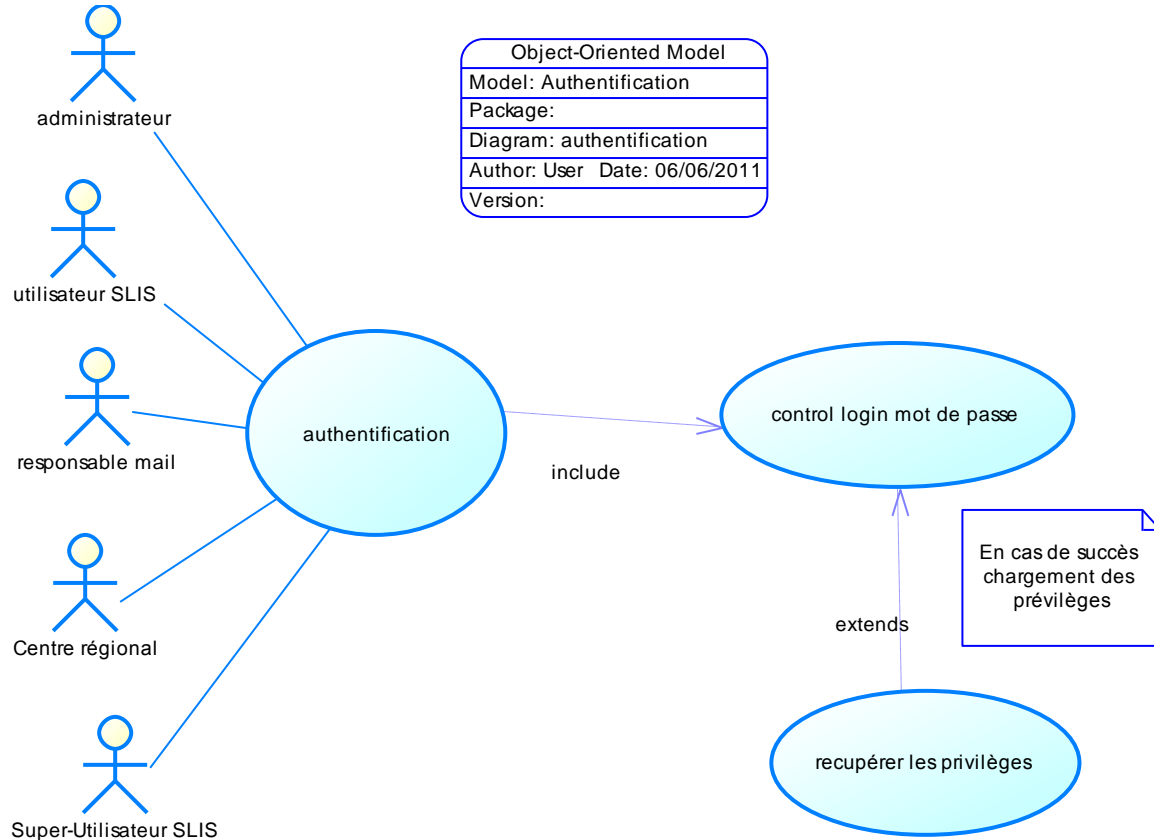 Object-Oriented Model
Model: Authentification
Package:
Diagram: authentification
Author: User Date: 06/06/2011
Version:
administrateur
utilisateur SLIS
responsable mail
Centre régional
Super-Utilisateur SLIS
authentification
include
control login mot de passe
En cas de succès
chargement des
prévilèges
extends
recupérer les privilèges